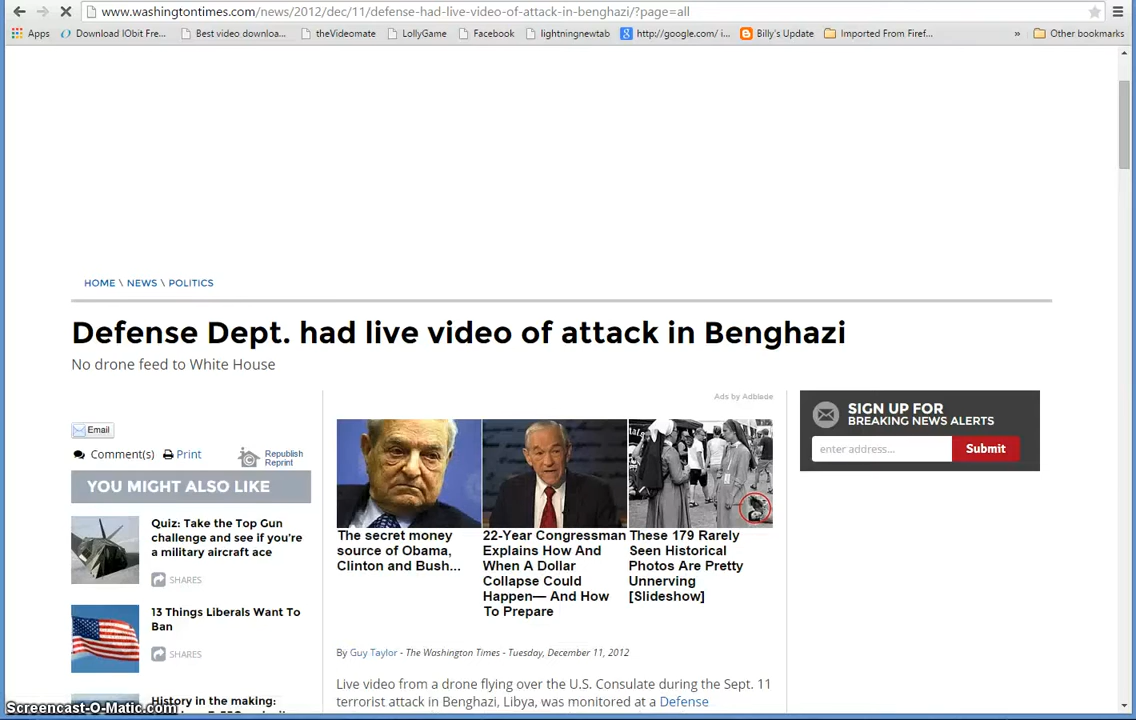 www.washingtontimes.com/news/2012/dec/11/defense-had-live-video-of-attack-in-benghazi/?page=all
Apps Download IObit Fre... Best video downloa... theVideomate LollyGame Facebook lightningnewtab http://google.com/ i... Billy's Update Imported From Firef... » Other bookmarks
HOME \ NEWS \ POLITICS
Defense Dept. had live video of attack in Benghazi
No drone feed to White House
Email
Comment(s) Print
Republish
Reprint
YOU MIGHT ALSO LIKE
Quiz: Take the Top Gun
challenge and see if you're
a military aircraft ace
SHARES
13 Things Liberals Want To
Ban
SHARES
History in the making:
Screencast-O-Matic.com
Ads by Adblade
The secret money
source of Obama,
Clinton and Bush...
22-Year Congressman
Explains How And
When A Dollar
Collapse Could
Happen— And How
To Prepare
These 179 Rarely
Seen Historical
Photos Are Pretty
Unnerving
[Slideshow]
By Guy Taylor - The Washington Times - Tuesday, December 11, 2012
Live video from a drone flying over the U.S. Consulate during the Sept. 11
terrorist attack in Benghazi, Libya, was monitored at a Defense
SIGN UP FOR
BREAKING NEWS ALERTS
enter address... Submit